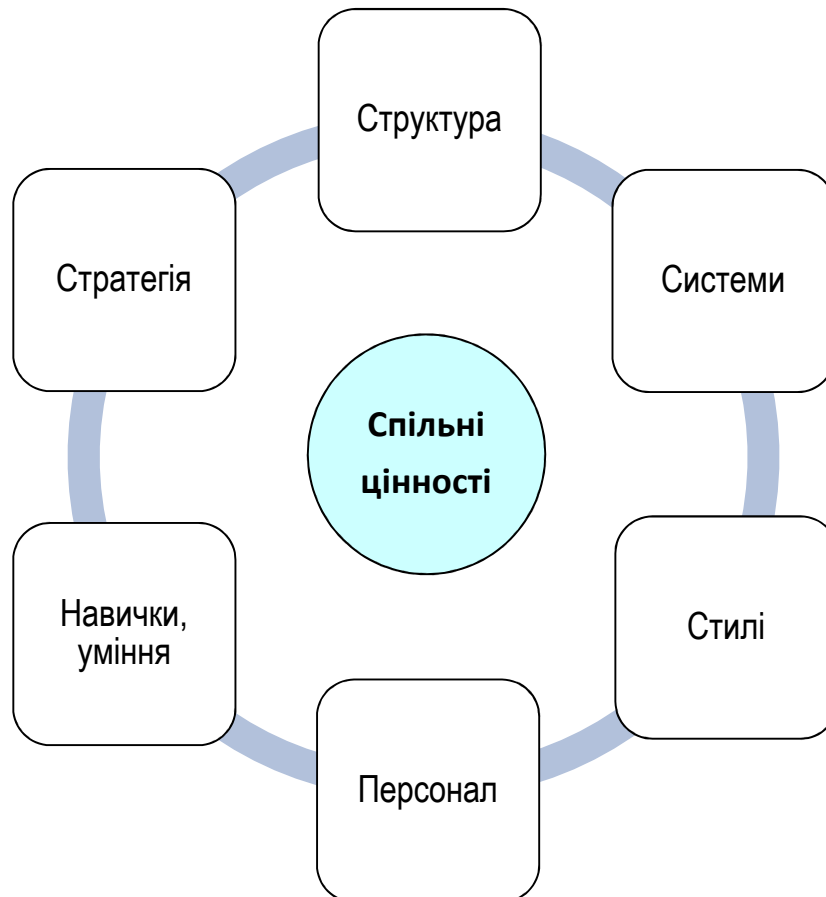 Структура
Стратегія
Системи
Спільні
цінності
Навички,
уміння
Стилі
Персонал